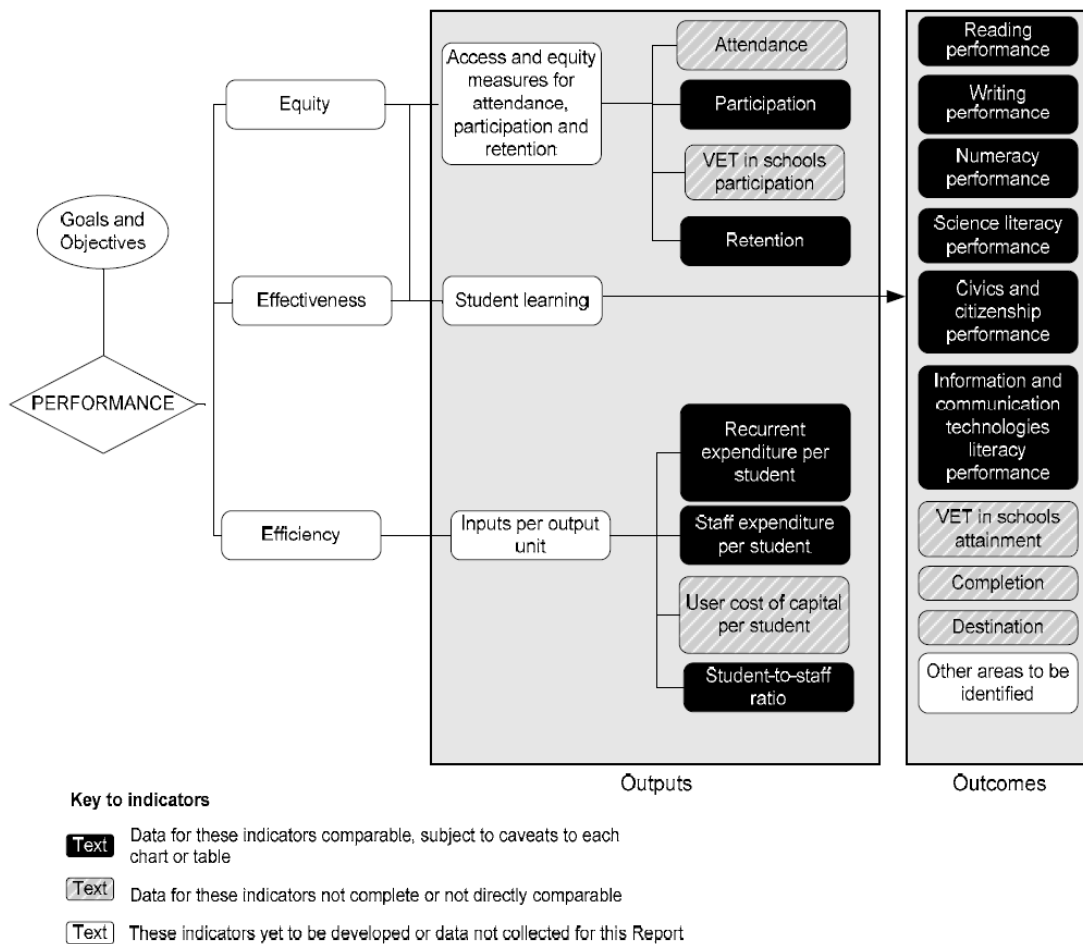 Goals and
Objectives
PERFORMANCE
Equity
Effectiveness
Efficiency
Access and equity
measures for
attendance,
participation and
retention
Student learning
Inputs per output
unit
Attendance
Participation
VET in schools
participation
Retention
Recurrent
expenditure per
student
Staff expenditure
per student
User cost of capital
per student
Student-to-staff
ratio
Outputs
Reading
performance
Writing
performance
Numeracy
performance
Science literacy
performance
Civics and
citizenship
performance
Information and
communication
technologies
literacy
performance
VET in schools
attainment
Completion
Destination
Other areas to be
identified
Outcomes
Key to indicators
Text Data for these indicators comparable, subject to caveats to each
chart or table
Text Data for these indicators not complete or not directly comparable
Text These indicators yet to be developed or data not collected for this Report